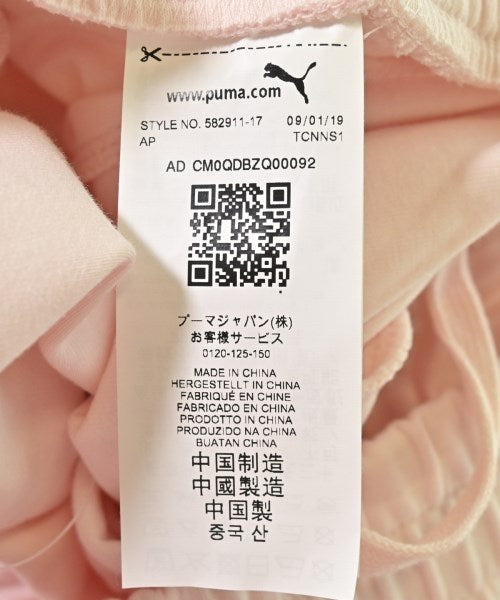 www.puma.com
STYLE NO. 582911-17 09/01/19
AP TCNNS1
AD CM0QDBZQ00092
プーマジャパン(株)
お客様サービス
0120-125-150
MADE IN CHINA
HERGESTELLT IN CHINA
FABRIQUÉ EN CHINE
FABRICADO EN CHINA
PRODOTTO IN CHINA
PRODUZIDO NA CHINA
BUATAN CHINA
中国制造
中國製造
中国製
중국 산